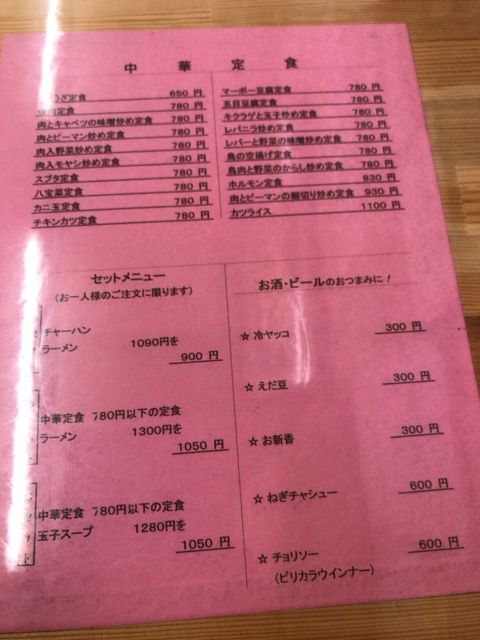 中華定食
うざ定食 650円
定食 780円
肉とキャベツの味噌炒め定食 780円
肉とピーマン炒め定食 780円
肉入野菜炒め定食 780円
肉入モヤシ炒め定食 780円
スブタ定食 780円
八宝菜定食 780円
カニ玉定食 780円
チキンカツ定食 780円
マーボー豆腐定食 780円
五目豆腐定食 780円
キクラゲと玉子炒め定食 780円
レバニラ炒め定食 780円
レバーと野菜の味噌炒め定食 780円
鳥の空揚げ定食 780円
鳥肉と野菜のからし炒め定食 780円
ホルモン定食 830円
肉とピーマンの細切り炒め定食 930円
カツライス 1100円
セットメニュー
(お一人様のご注文に限ります)
チャーハン
ラーメン 1090円を
900円
中華定食 780円以下の定食
ラーメン 1300円を
1050円
中華定食 780円以下の定食
玉子スープ 1280円を
1050円
お酒・ビールのおつまみに!
☆ 冷ヤッコ 300円
☆ えだ豆 300円
☆ お新香 300円
☆ ねぎチャシュー 600円
☆ チョリソー 600円
(ピリカラウインナー)